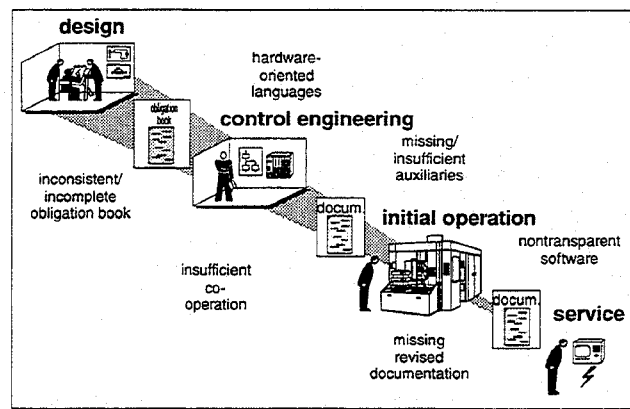 design
hardware-
oriented
languages
obligation
book
control engineering
missing/
insufficient
auxiliaries
inconsistent/
incomplete
obligation book
docum.
initial operation
nontransparent
software
insufficient
co-
operation
docum.
service
missing
revised
documentation